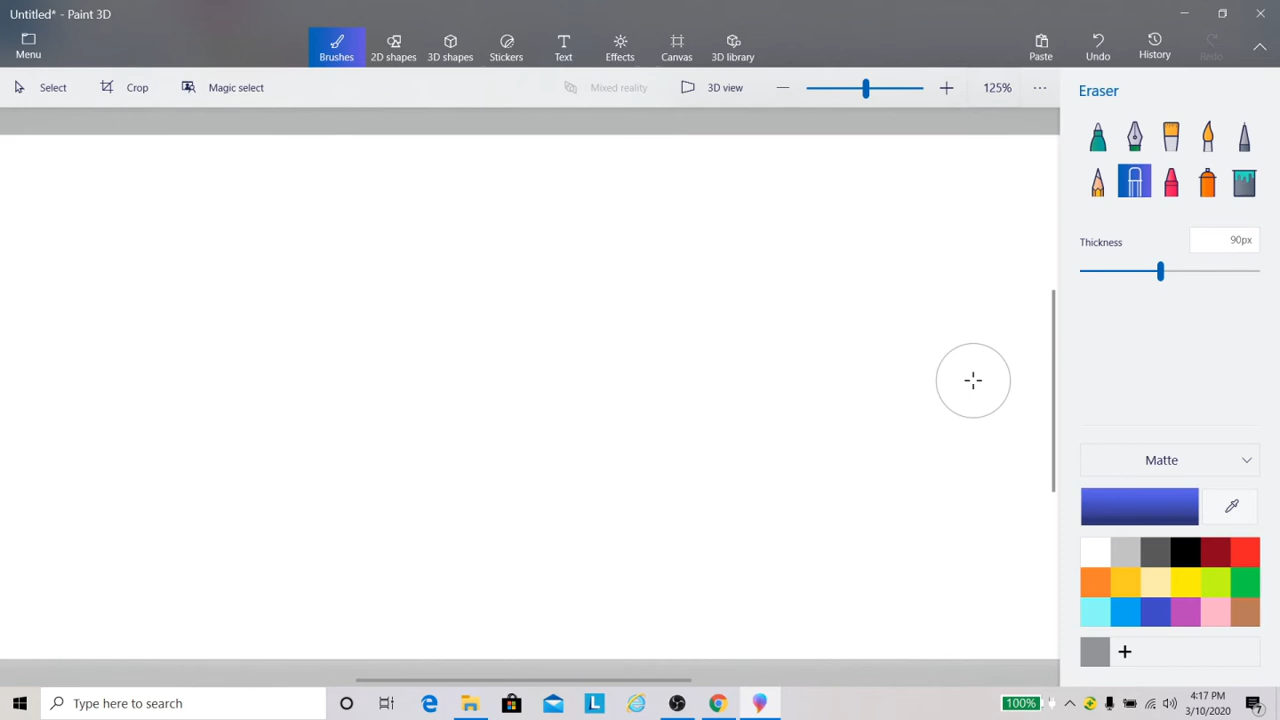 Untitled* - Paint 3D
Menu
Brushes
2D shapes
3D shapes
Stickers
Text
Effects
Canvas
3D library
Paste
Undo
History
Redo
Select
Crop
Magic select
Mixed reality
3D view
125%
Eraser
Thickness
90px
Matte
Type here to search
L
100%
4:17 PM
3/10/2020
7